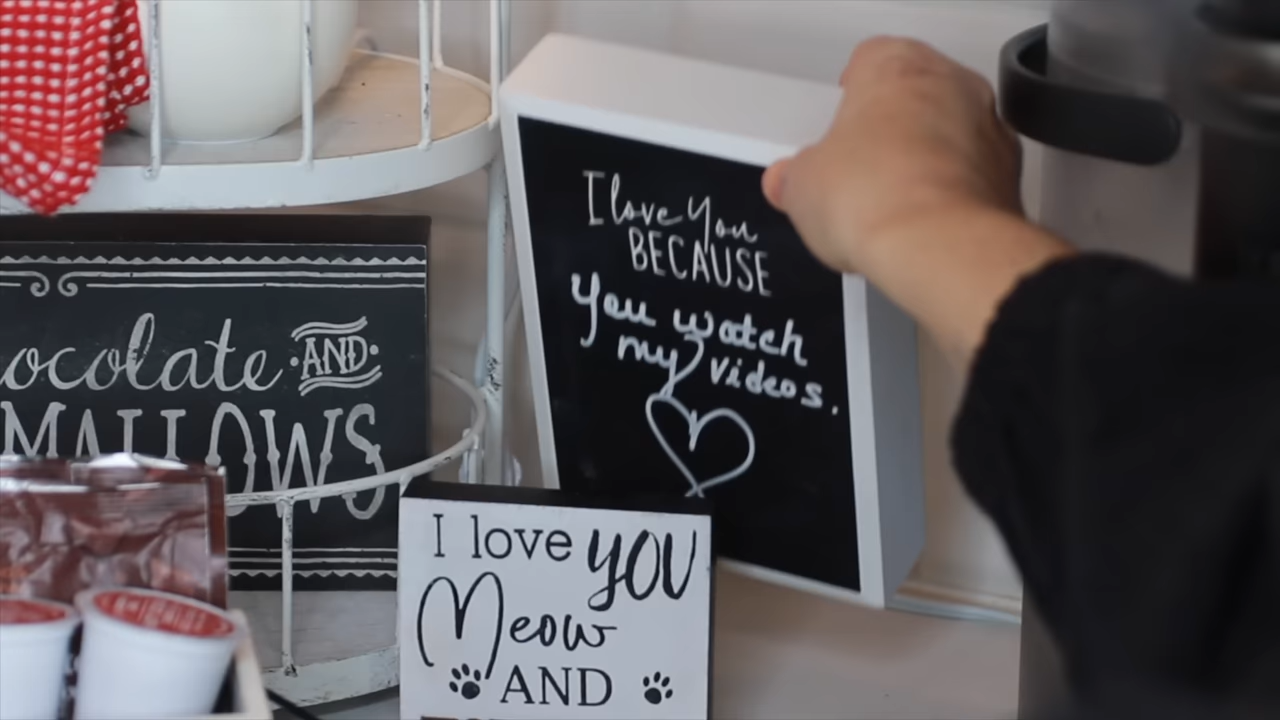 I love You
BECAUSE
You watch
my videos.
ocolate AND
MALLOWS
I love YOU
Meow
AND